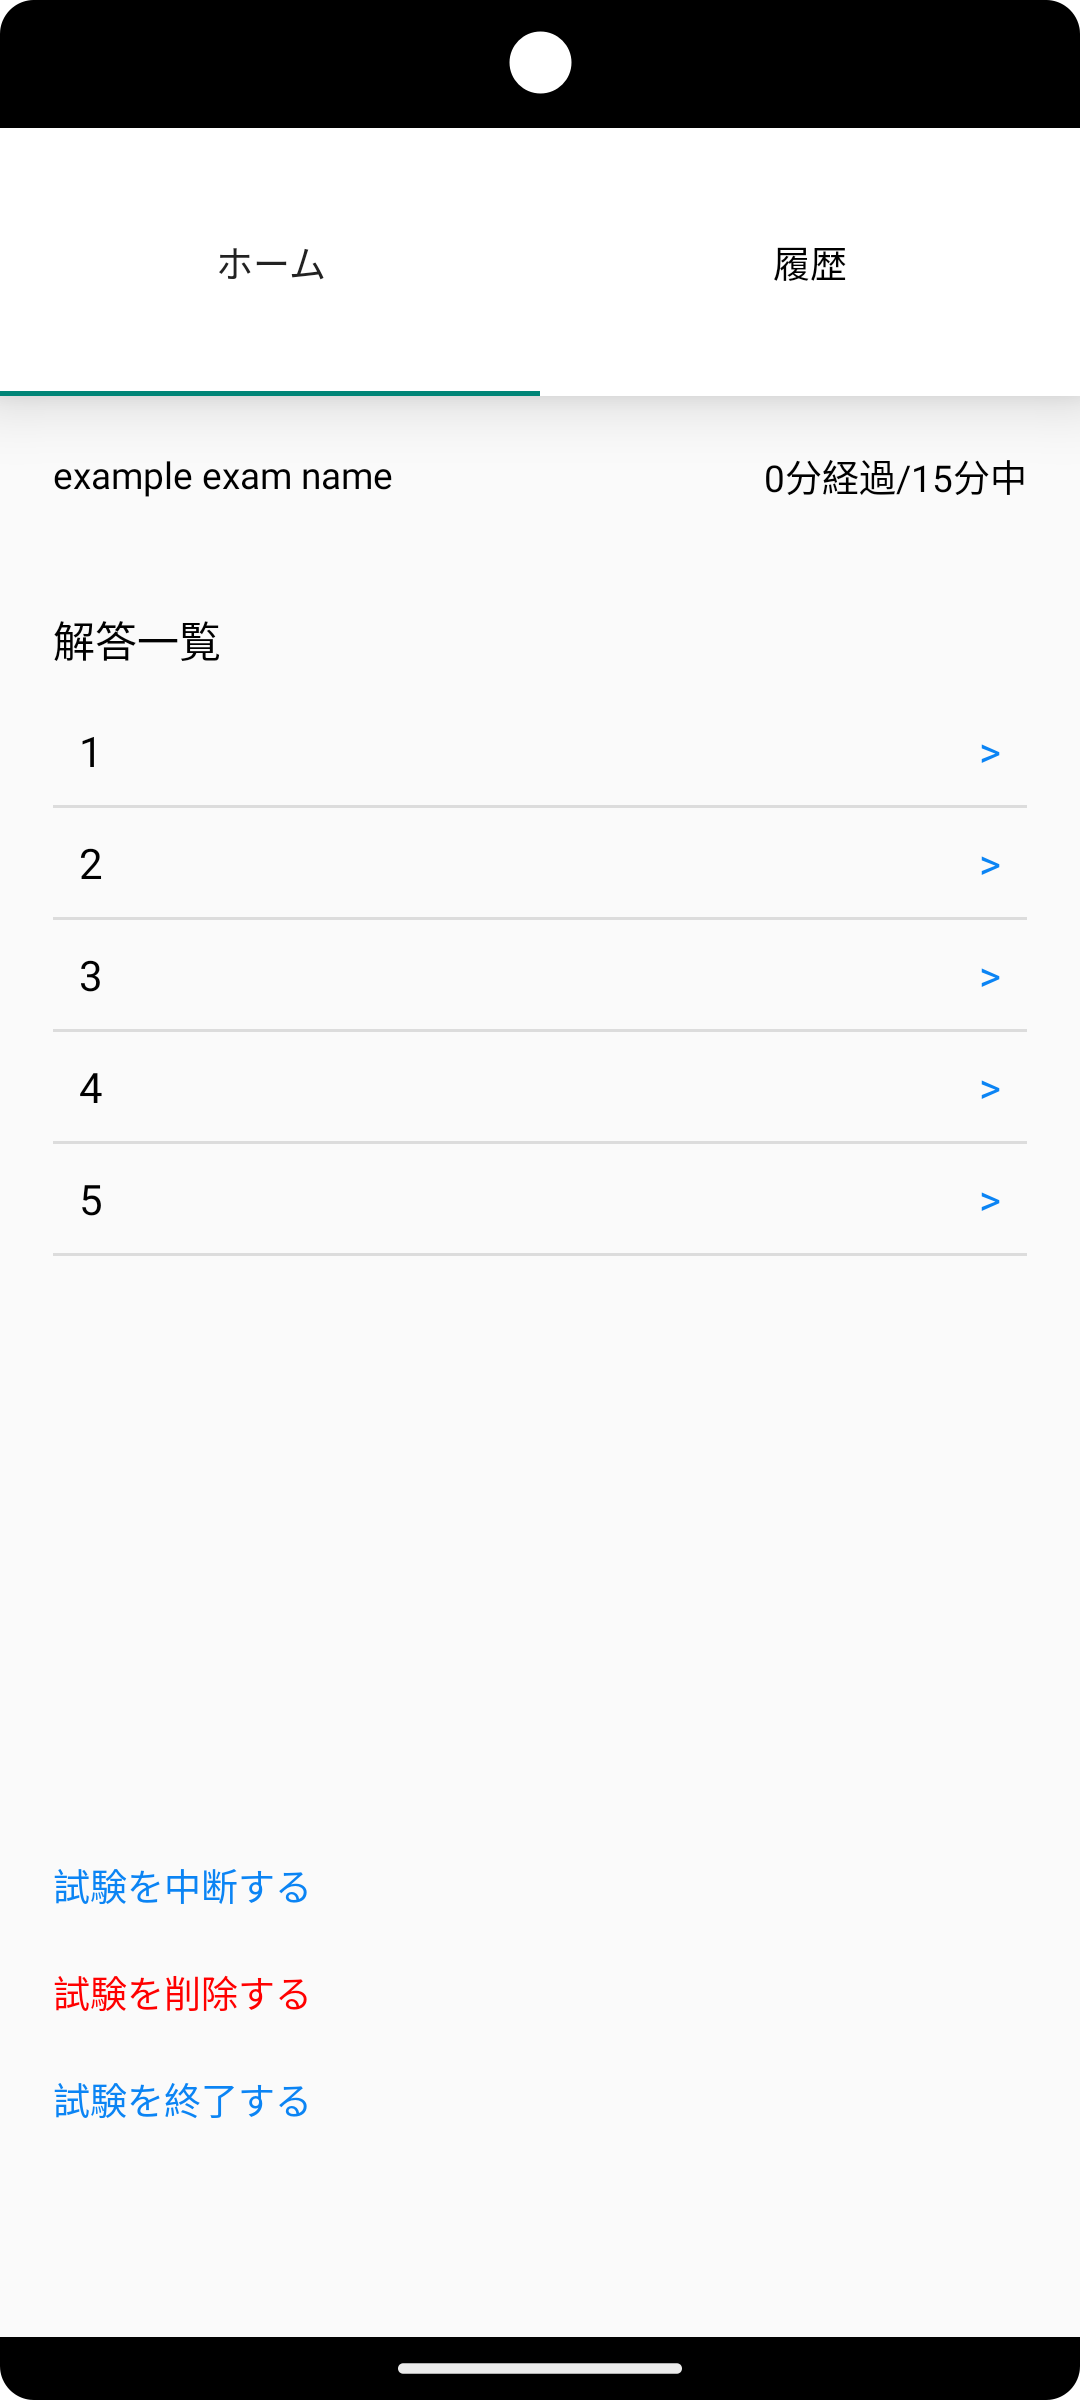 ホーム 履歴
example exam name 0分経過/15分中
解答一覧
1 >
2 >
3 >
4 >
5 >
試験を中断する
試験を削除する
試験を終了する